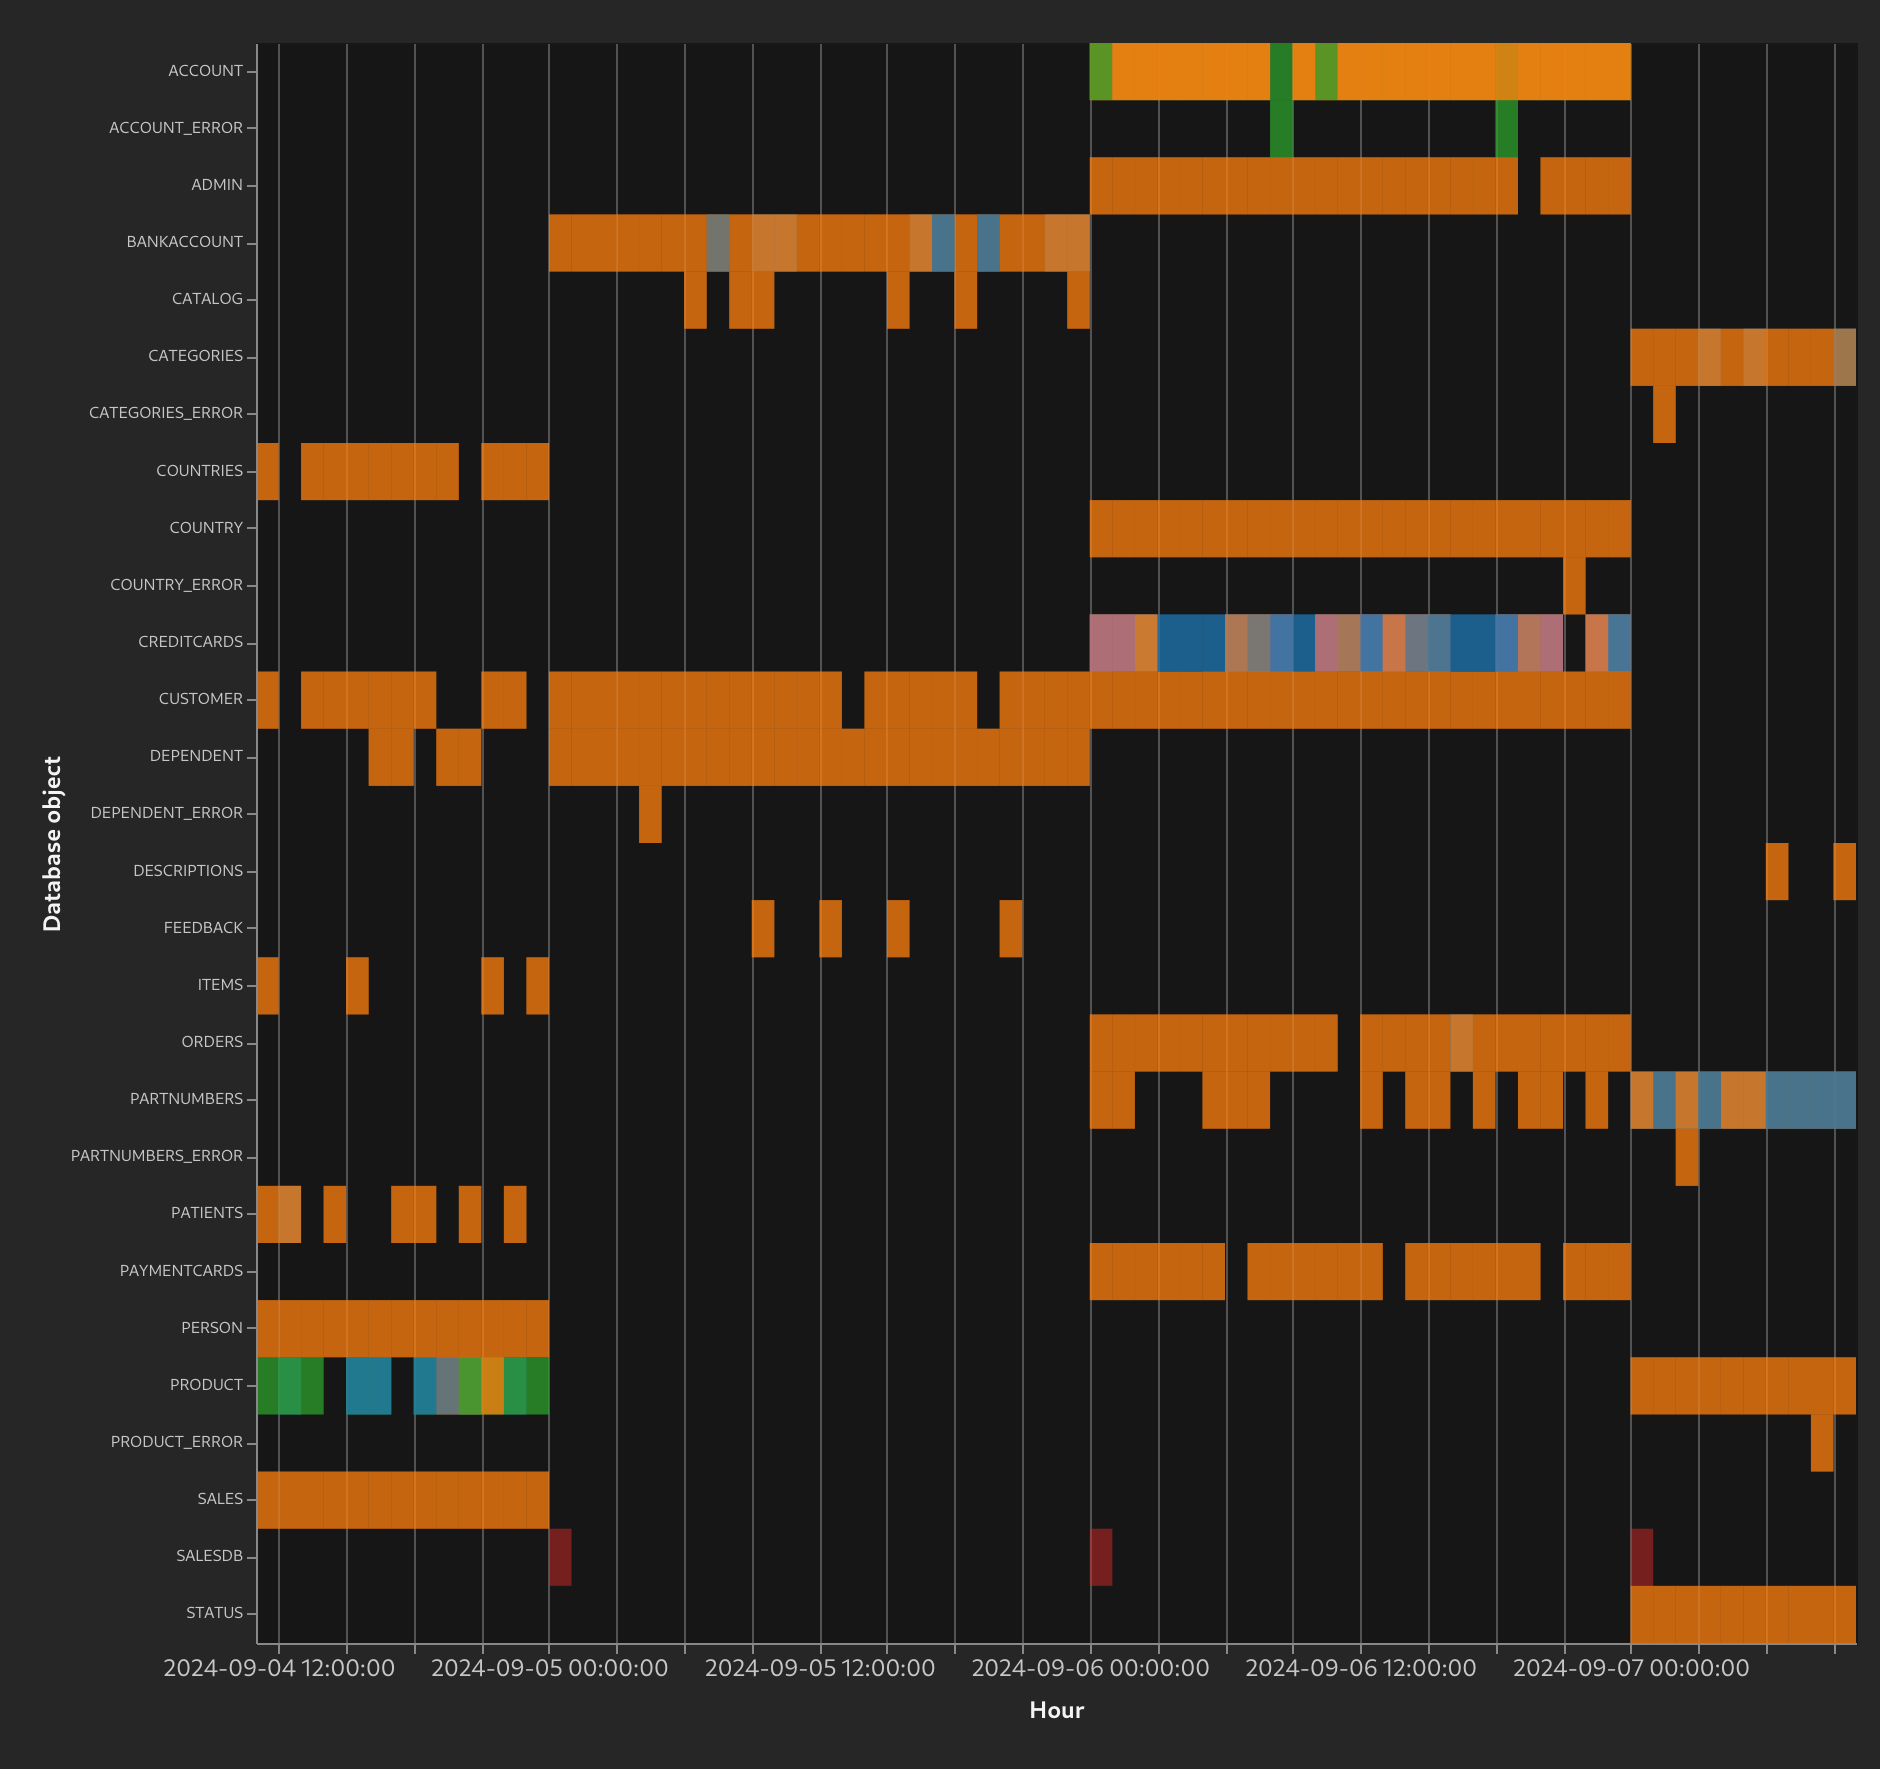 ACCOUNT
ACCOUNT_ERROR
ADMIN
BANKACCOUNT
CATALOG
CATEGORIES
CATEGORIES_ERROR
COUNTRIES
COUNTRY
COUNTRY_ERROR
CREDITCARDS
CUSTOMER
DEPENDENT
DEPENDENT_ERROR
DESCRIPTIONS
FEEDBACK
ITEMS
ORDERS
PARTNUMBERS
PARTNUMBERS_ERROR
PATIENTS
PAYMENTCARDS
PERSON
PRODUCT
PRODUCT_ERROR
SALES
SALESDB
STATUS
Database object
2024-09-04 12:00:00 2024-09-05 00:00:00 2024-09-05 12:00:00 2024-09-06 00:00:00 2024-09-06 12:00:00 2024-09-07 00:00:00
Hour